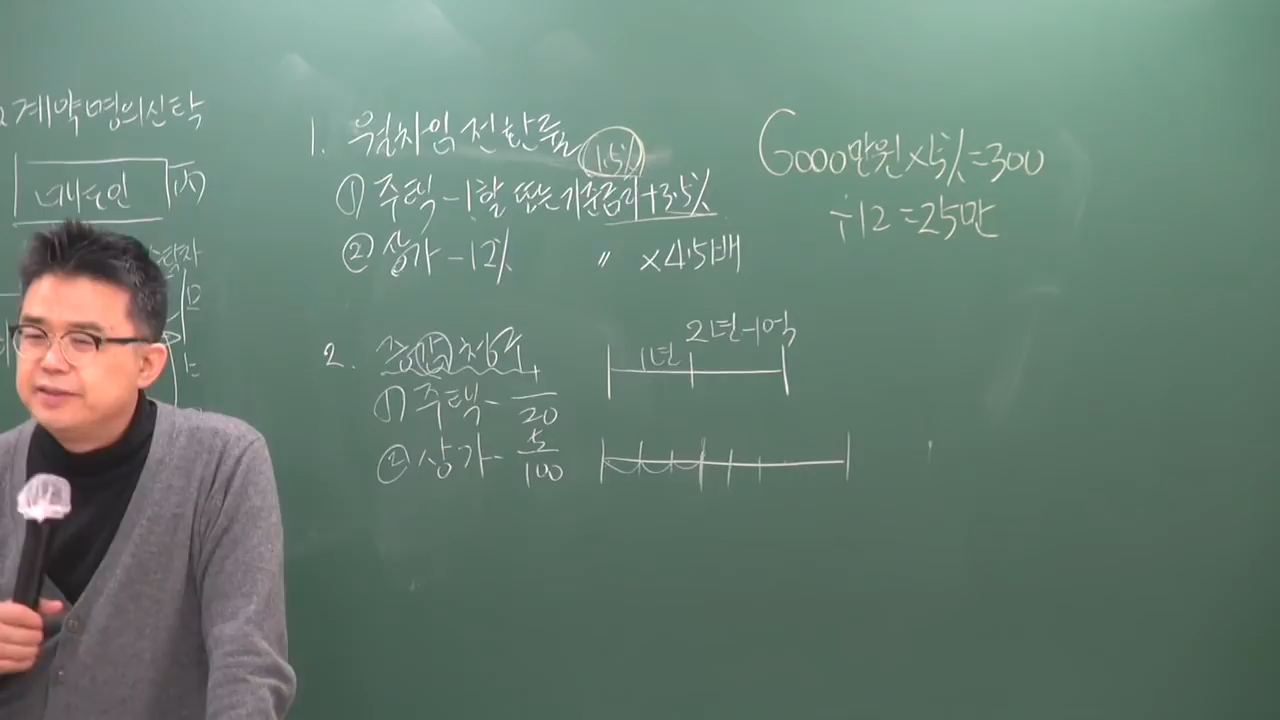 계약명의신탁
매도인 (丙)
1. 월차임 전환율 1.5%
① 주택 - 1할 또는 기준금리 + 3.5%
② 상가 - 12% 〃 × 4.5배
6000만원 × 5% = 300
÷ 12 = 25만
2. 증액청구
① 주택 - /20
② 상가 - 5/100
1년 2년 - 1억